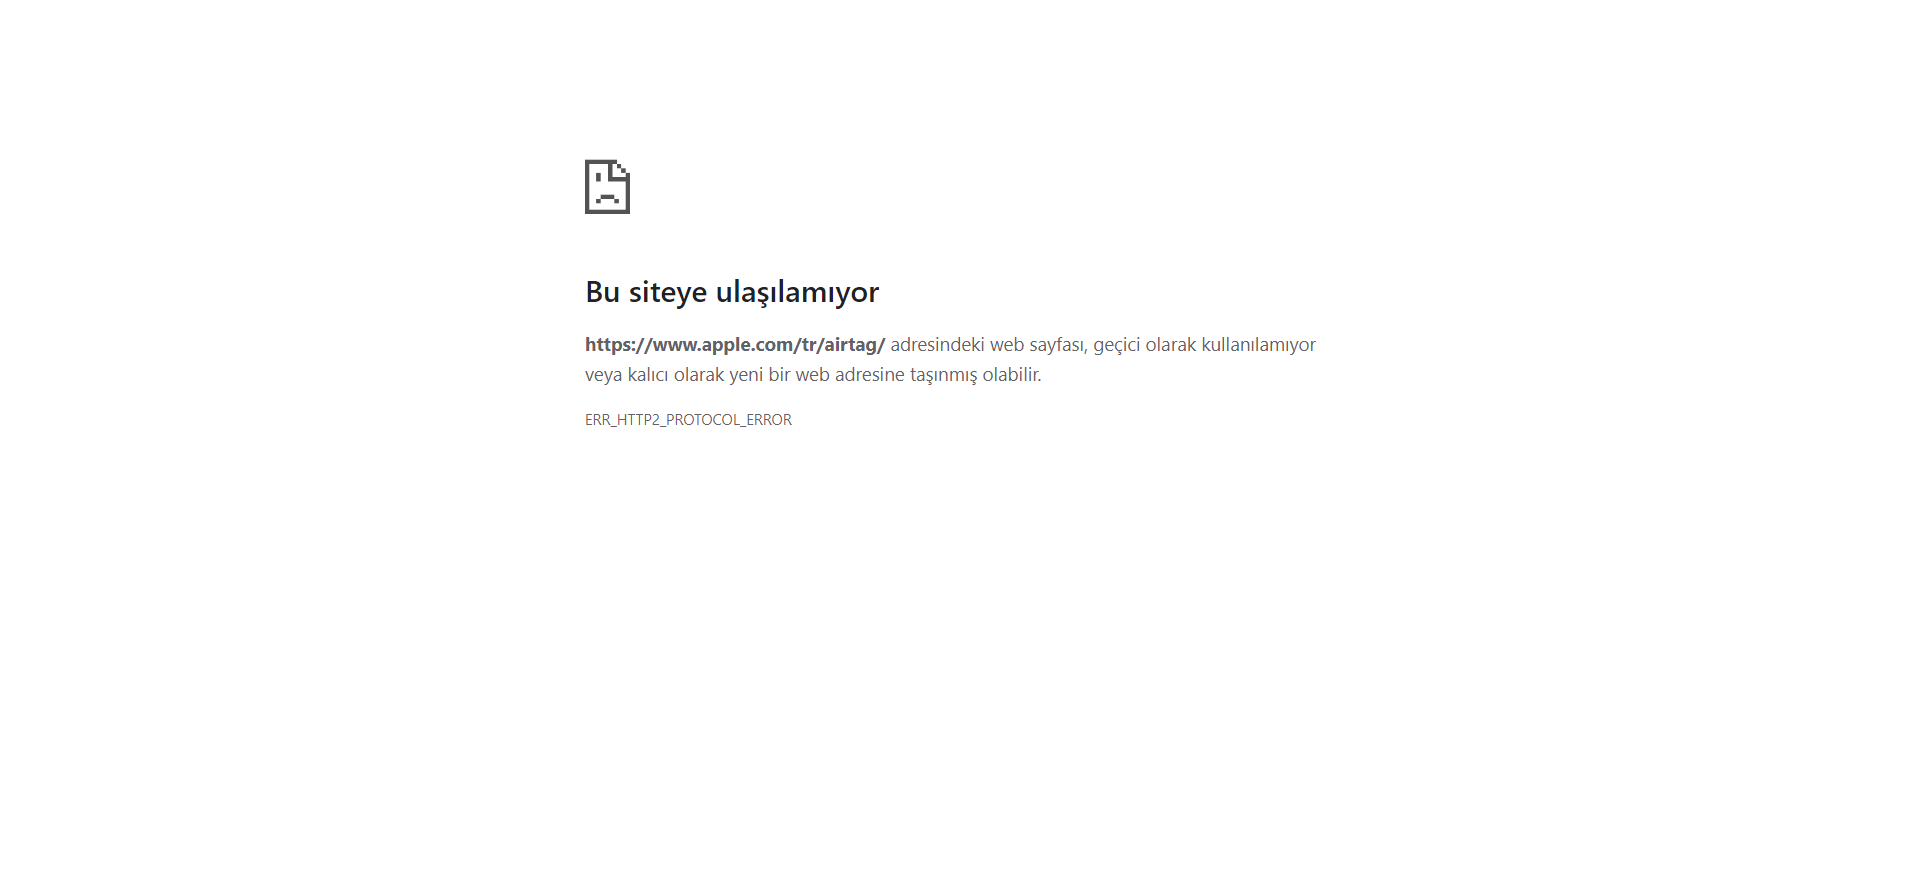 Bu siteye ulaşılamıyor
https://www.apple.com/tr/airtag/ adresindeki web sayfası, geçici olarak kullanılamıyor
veya kalıcı olarak yeni bir web adresine taşınmış olabilir.
ERR_HTTP2_PROTOCOL_ERROR